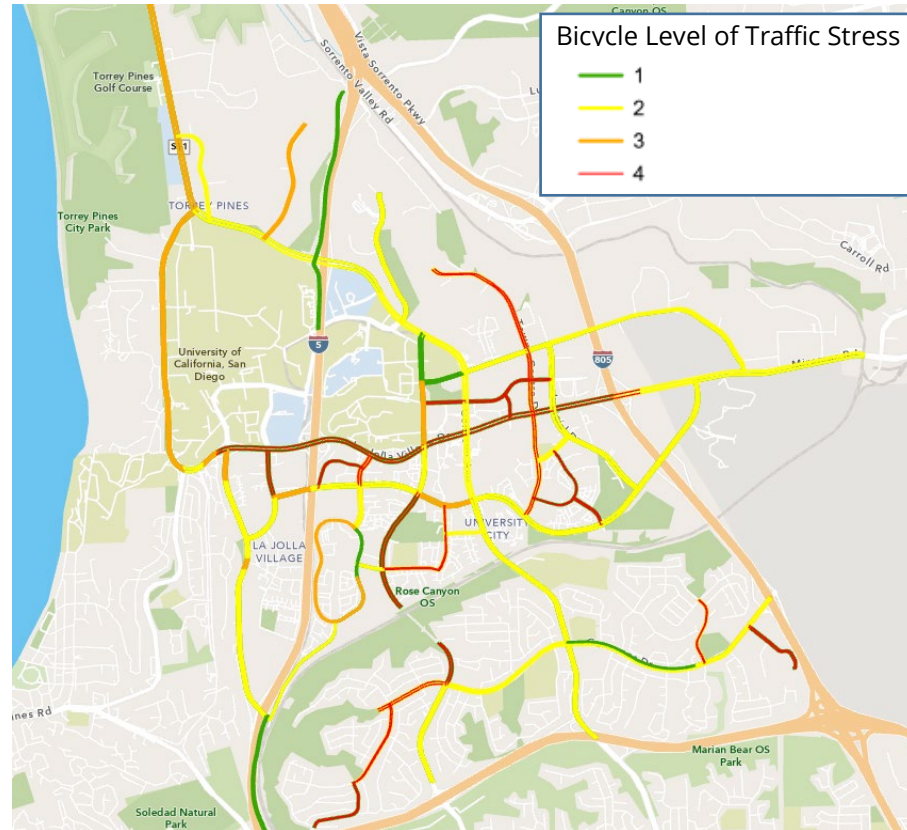 Bicycle Level of Traffic Stress
1
2
3
4
Canyon OS
Vista Sorrento Pkwy
Sorrento Valley Rd
Torrey Pines
Golf Course
TORREY PINES
Torrey Pines
City Park
Carroll Rd
University of
California, San
Diego
5
805
UNIVERSITY
CITY
LA JOLLA
VILLAGE
Rose Canyon
OS
Marian Bear OS
Park
Soledad Natural
Park